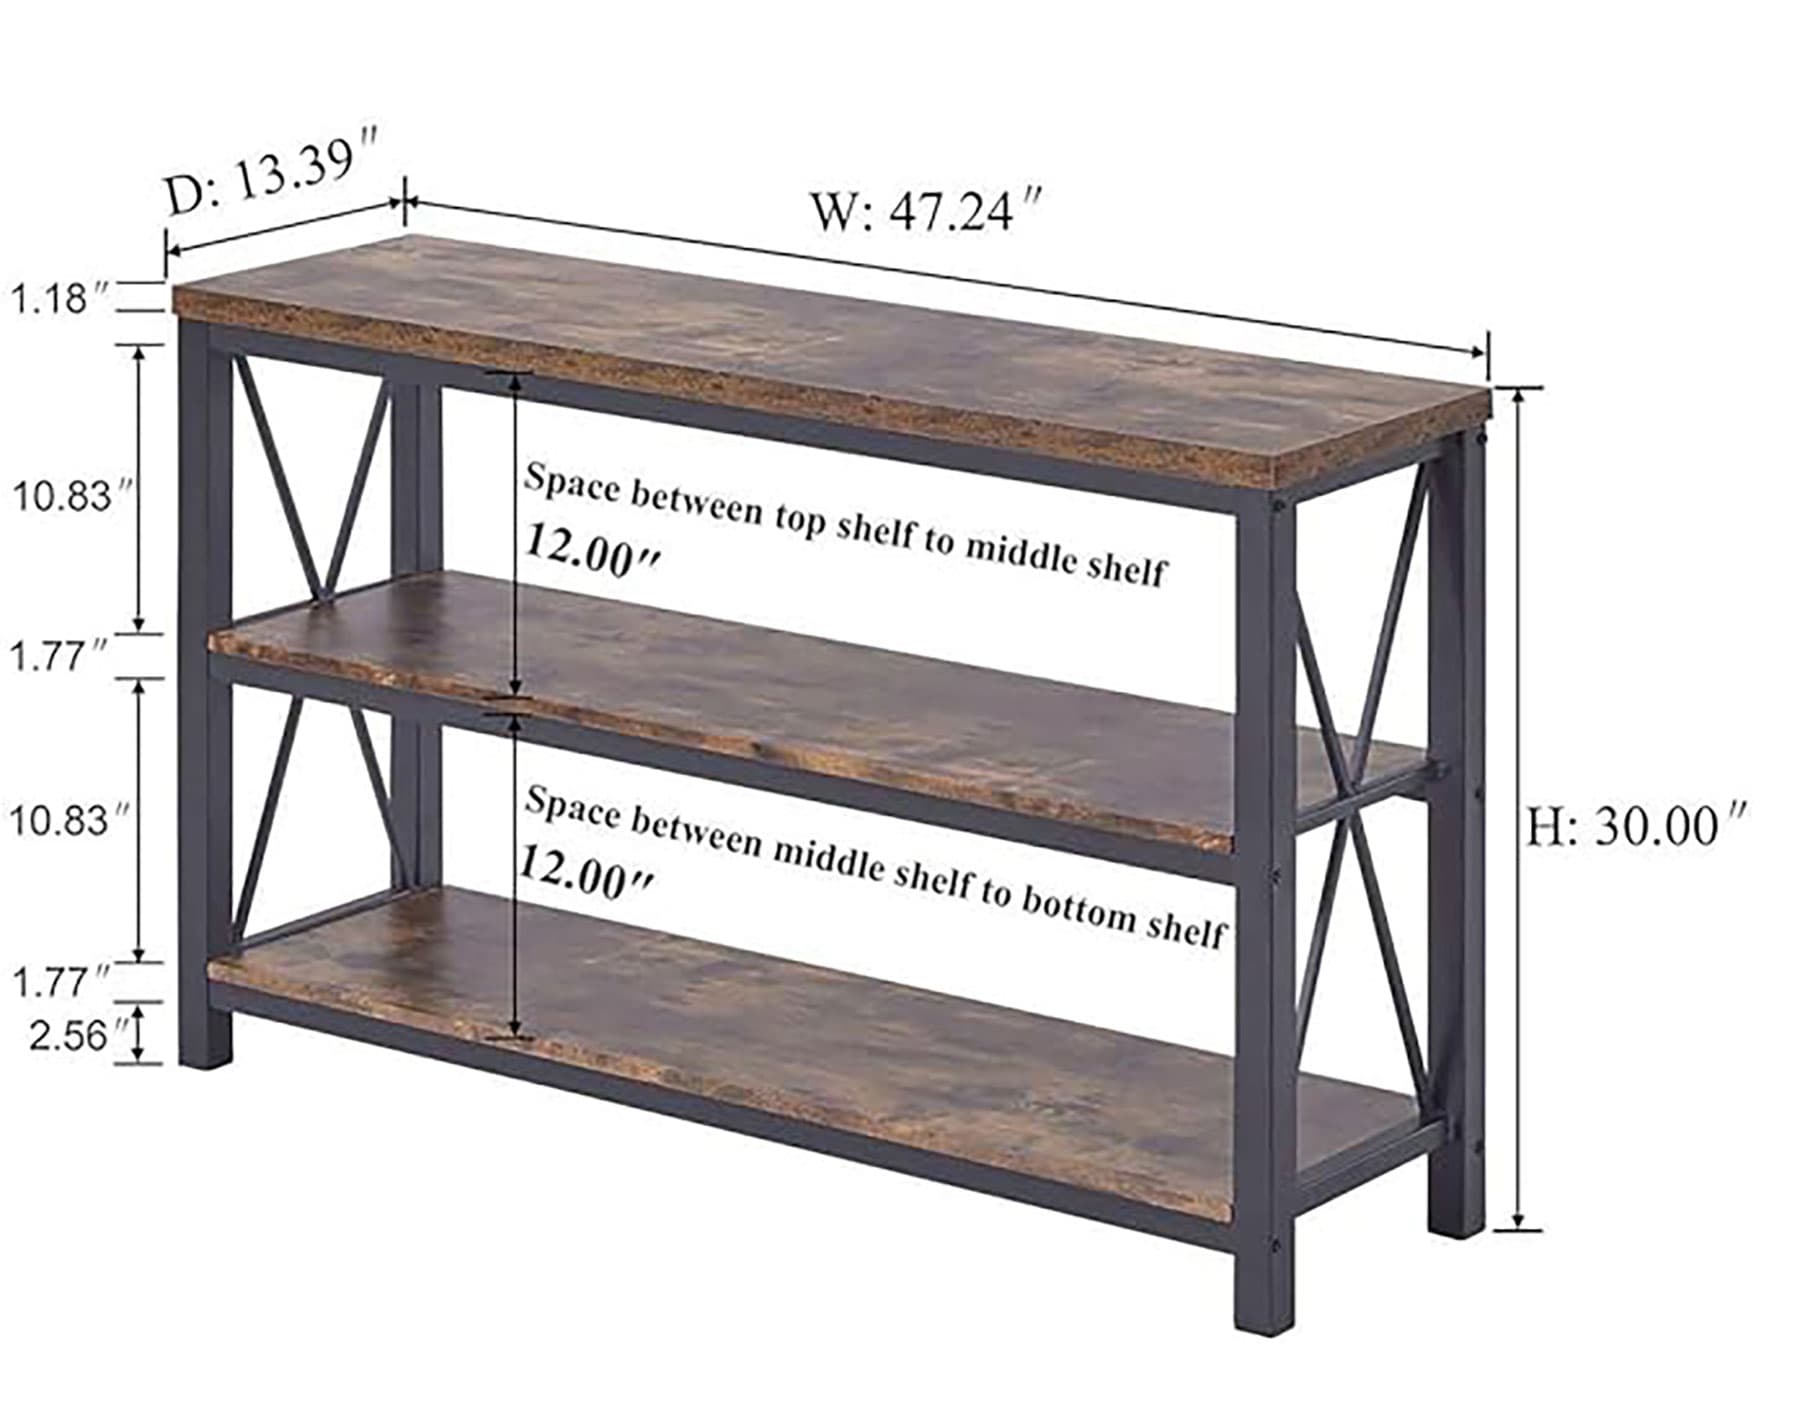 D: 13.39"
W: 47.24"
1.18"
10.83"
Space between top shelf to middle shelf
12.00"
1.77"
10.83"
Space between middle shelf to bottom shelf
12.00"
H: 30.00"
1.77"
2.56"